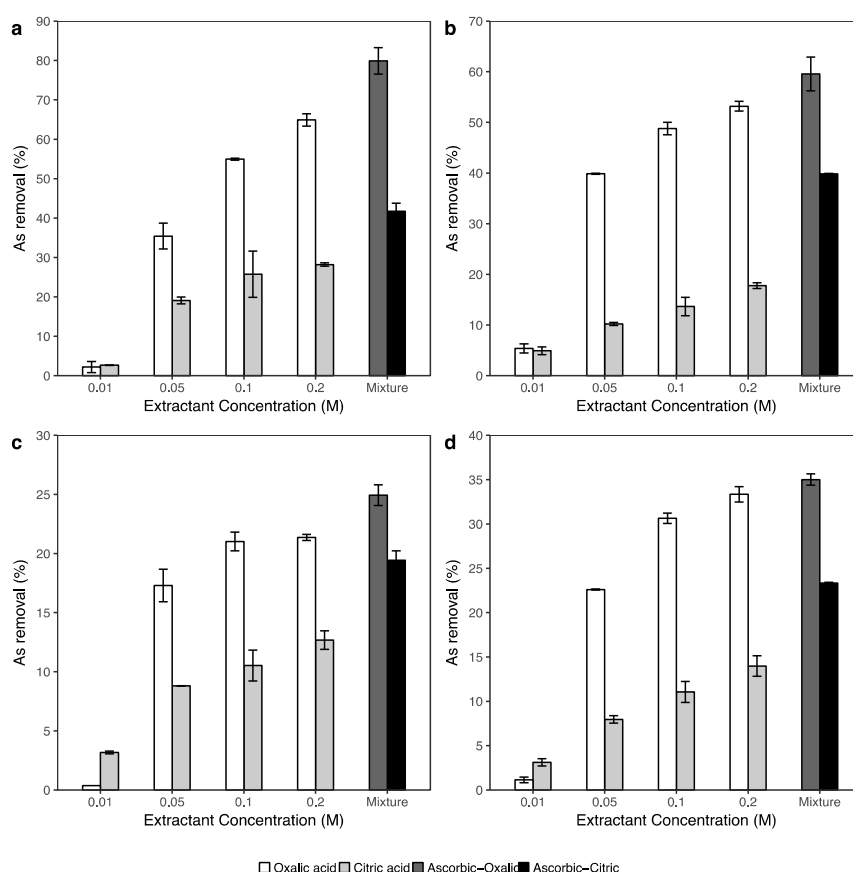 a
90
80
70
60
50
40
30
20
10
0
As removal (%)
0.01 0.05 0.1 0.2 Mixture
Extractant Concentration (M)
b
70
60
50
40
30
20
10
0
As removal (%)
0.01 0.05 0.1 0.2 Mixture
Extractant Concentration (M)
c
30
25
20
15
10
5
0
As removal (%)
0.01 0.05 0.1 0.2 Mixture
Extractant Concentration (M)
d
40
35
30
25
20
15
10
5
0
As removal (%)
0.01 0.05 0.1 0.2 Mixture
Extractant Concentration (M)
Oxalic acid Citric acid Ascorbic–Oxalic Ascorbic–Citric